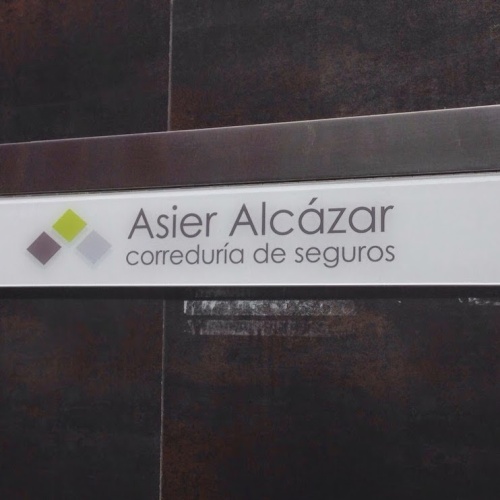 Asier Alcázar
correduría de seguros